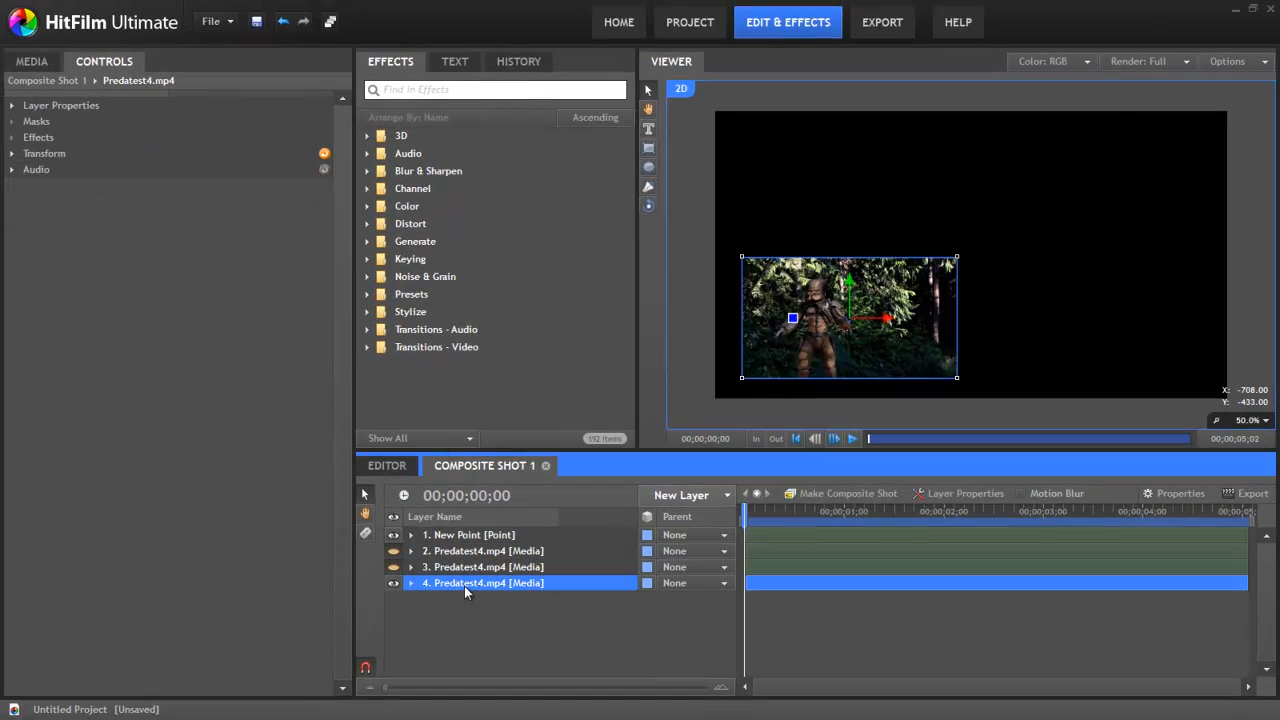 HitFilm Ultimate
File
HOME
PROJECT
EDIT & EFFECTS
EXPORT
HELP
MEDIA
CONTROLS
Composite Shot 1 Predatest4.mp4
Layer Properties
Masks
Effects
Transform
Audio
EFFECTS
TEXT
HISTORY
Find in Effects
Arrange By: Name
Ascending
3D
Audio
Blur & Sharpen
Channel
Color
Distort
Generate
Keying
Noise & Grain
Presets
Stylize
Transitions - Audio
Transitions - Video
Show All
192 Items
VIEWER
Color: RGB
Render: Full
Options
2D
X: -708.00
Y: -433.00
50.0%
00;00;00;00
In
Out
00;00;05;02
EDITOR
COMPOSITE SHOT 1
00;00;00;00
New Layer
Make Composite Shot
Layer Properties
Motion Blur
Properties
Export
Layer Name
Parent
00;00;01;00
00;00;02;00
00;00;03;00
00;00;04;00
00;00;05;
1. New Point [Point]
None
2. Predatest4.mp4 [Media]
None
3. Predatest4.mp4 [Media]
None
4. Predatest4.mp4 [Media]
None
Untitled Project [Unsaved]